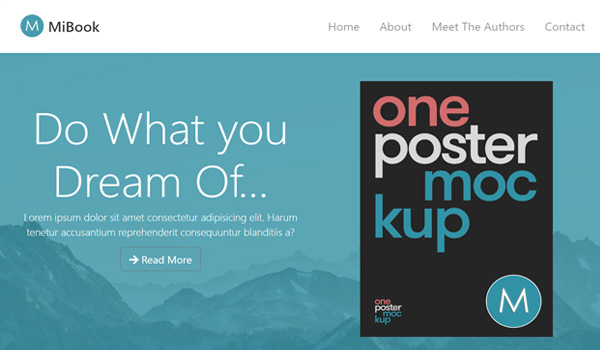 M MiBook
Home About Meet The Authors Contact
Do What you
Dream Of...
Lorem ipsum dolor sit amet consectetur adipisicing elit. Harum
tenetur accusantium reprehenderit consequuntur blanditiis a?
Read More
one
poster
moc
kup
one
poster
moc
kup
M